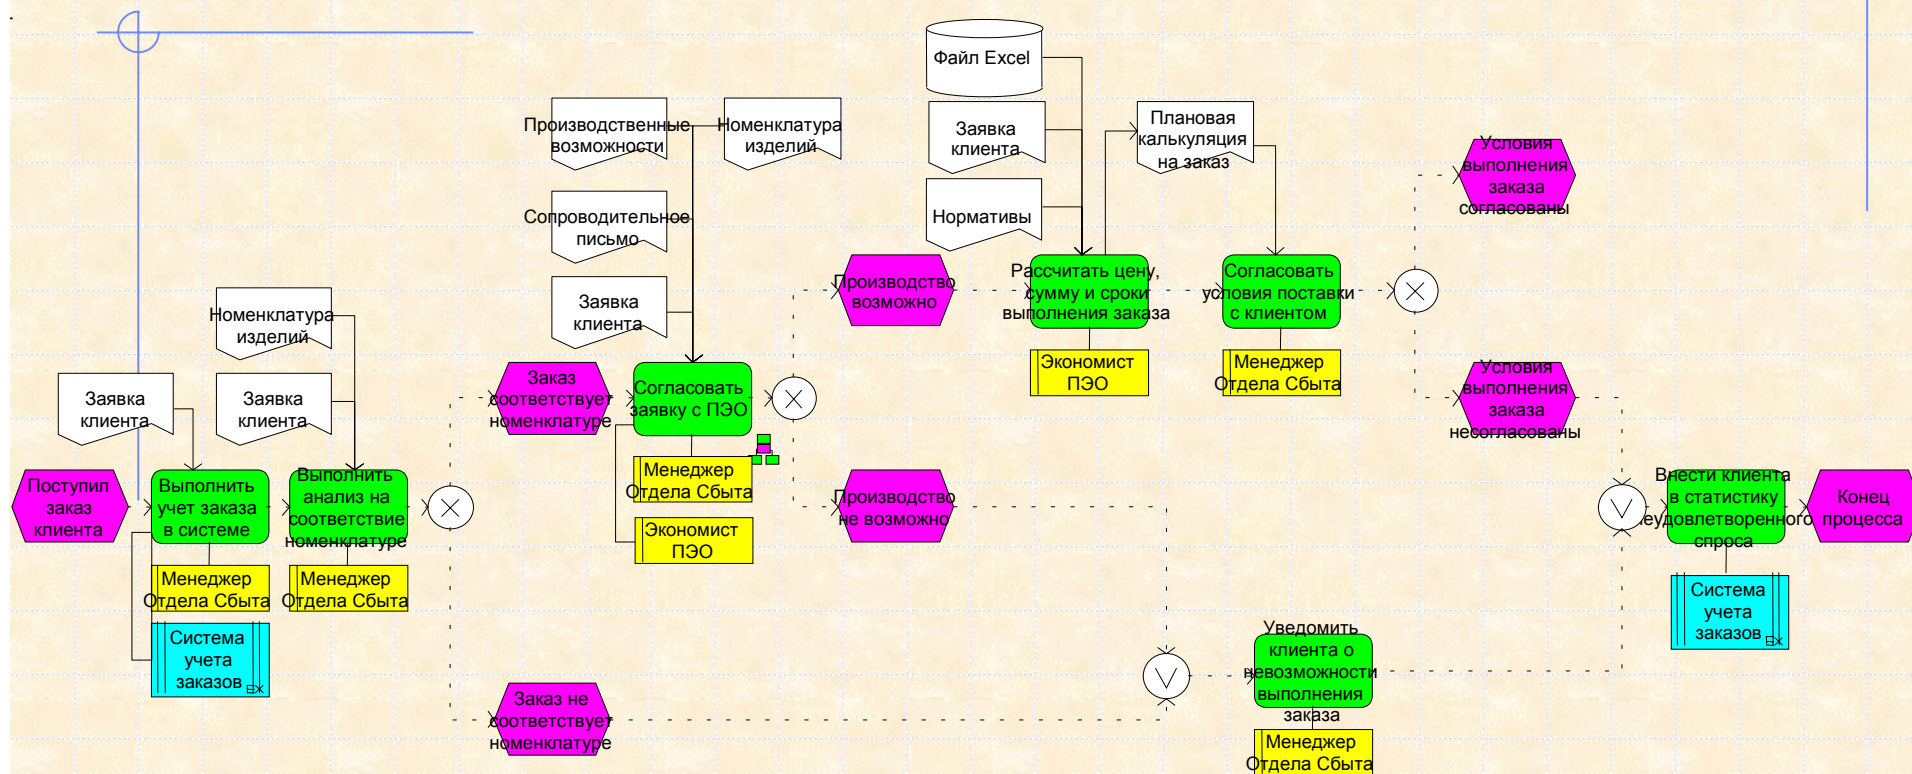 Файл Excel
Производственные
возможности
Номенклатура
изделий
Заявка
клиента
Плановая
калькуляция
на заказ
Условия
выполнения
заказа
согласованы
Сопроводительное
письмо
Нормативы
Заявка
клиента
Производство
возможно
Рассчитать цену,
сумму и сроки
выполнения заказа
Согласовать
условия поставки
с клиентом
Номенклатура
изделий
Экономист
ПЭО
Менеджер
Отдела Сбыта
Заявка
клиента
Заявка
клиента
Заказ
соответствует
номенклатуре
Согласовать
заявку с ПЭО
Условия
выполнения
заказа
несогласованы
Менеджер
Отдела Сбыта
Экономист
ПЭО
Производство
не возможно
Поступил
заказ
клиента
Выполнить
учет заказа
в системе
Выполнить
анализ на
соответствие
номенклатуре
Внести клиента
в статистику
неудовлетворенного
спроса
Конец
процесса
Менеджер
Отдела Сбыта
Менеджер
Отдела Сбыта
Система
учета
заказов
EX
Система
учета
заказов
EX
Уведомить
клиента о
невозможности
выполнения
заказа
Заказ не
соответствует
номенклатуре
Менеджер
Отдела Сбыта